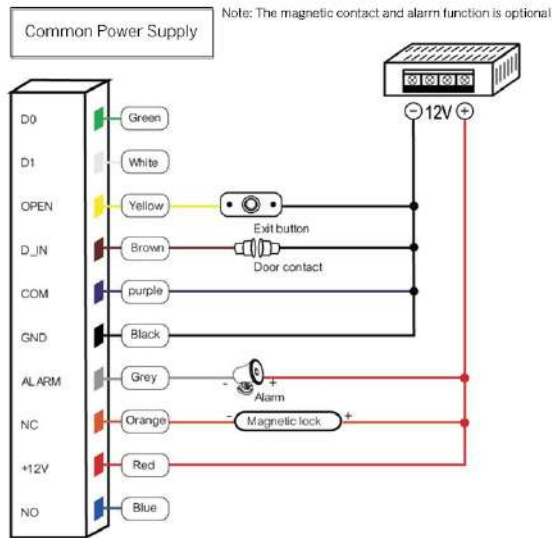 Common Power Supply
Note: The magnetic contact and alarrm function is optional
12V
D0 Green
D1 White
OPEN Yellow
Exit button
D_IN Brown
Door contact
COM purple
GND Black
ALARM Grey
- +
Alarm
NC Orange - Magnetic lock +
+12V Red
NO Blue